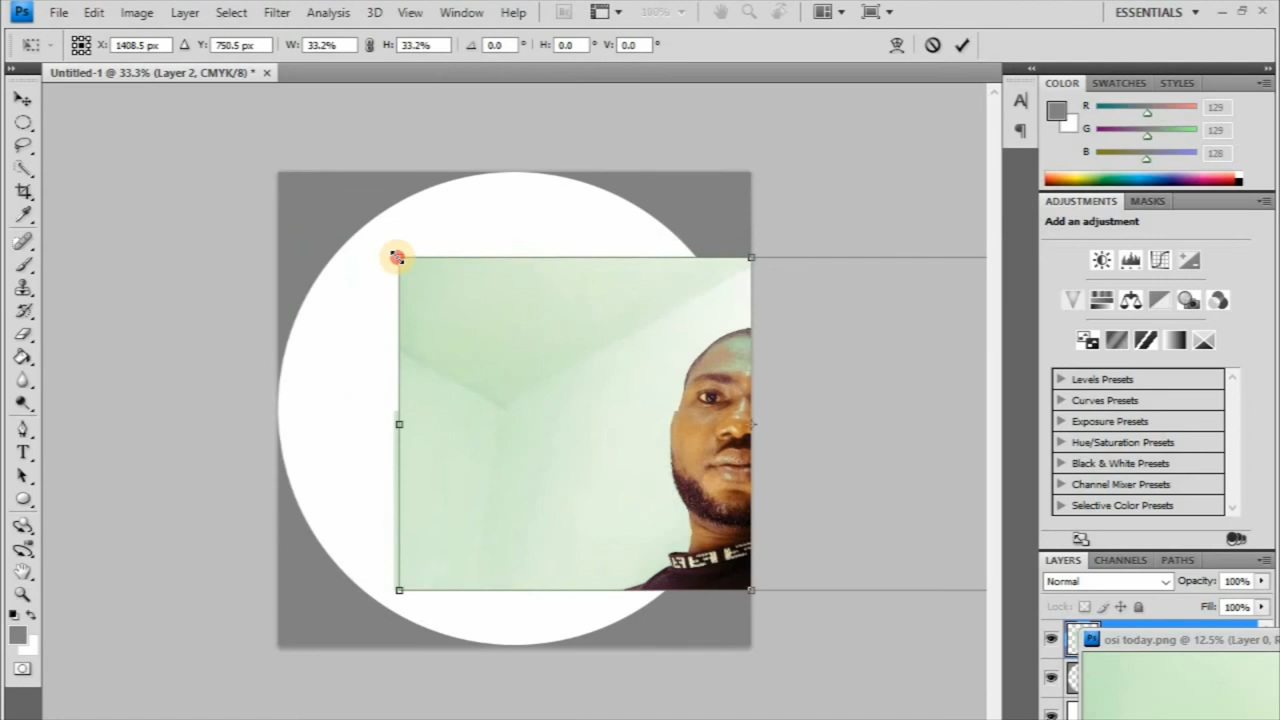 Ps File Edit Image Layer Select Filter Analysis 3D View Window Help Br 100% ESSENTIALS
X: 1408.5 px Y: 750.5 px W: 33.2% H: 33.2% 0.0 ° H: 0.0 ° V: 0.0 °
Untitled-1 @ 33.3% (Layer 2, CMYK/8) * ×
COLOR SWATCHES STYLES
R 129
G 129
B 128
ADJUSTMENTS MASKS
Add an adjustment
Levels Presets
Curves Presets
Exposure Presets
Hue/Saturation Presets
Black & White Presets
Channel Mixer Presets
Selective Color Presets
LAYERS CHANNELS PATHS
Normal Opacity: 100%
Lock: Fill: 100%
Ps osi today.png @ 12.5% (Layer 0, R